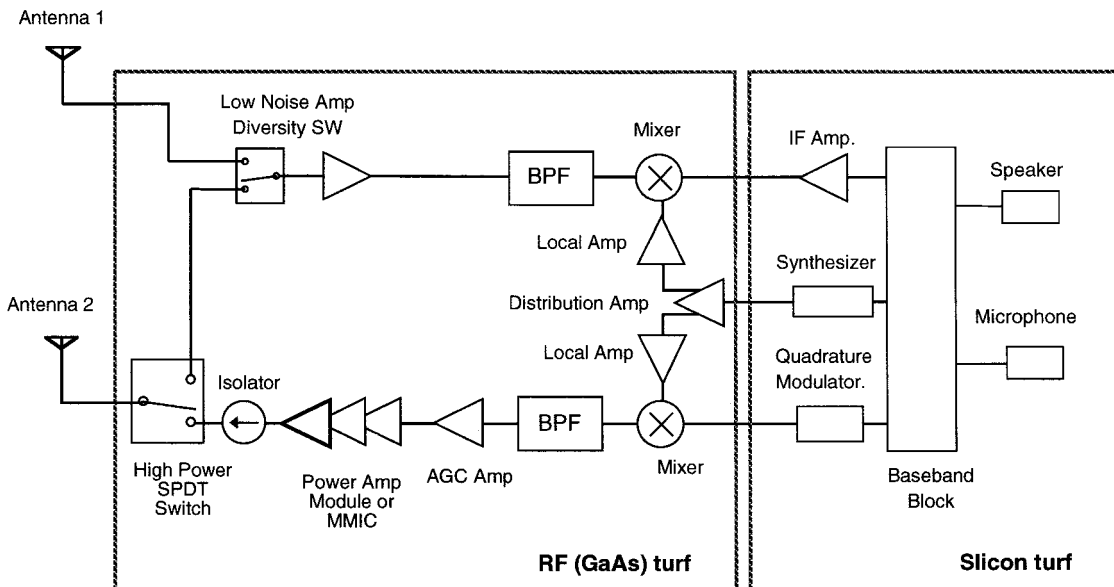 Antenna 1
Low Noise Amp
Diversity SW
Mixer
IF Amp.
Speaker
BPF
Local Amp
Synthesizer
Antenna 2
Distribution Amp
Microphone
Local Amp
Quadrature
Modulator.
Isolator
BPF
High Power
SPDT
Switch
Power Amp
Module or
MMIC
AGC Amp
Mixer
Baseband
Block
RF (GaAs) turf
Slicon turf